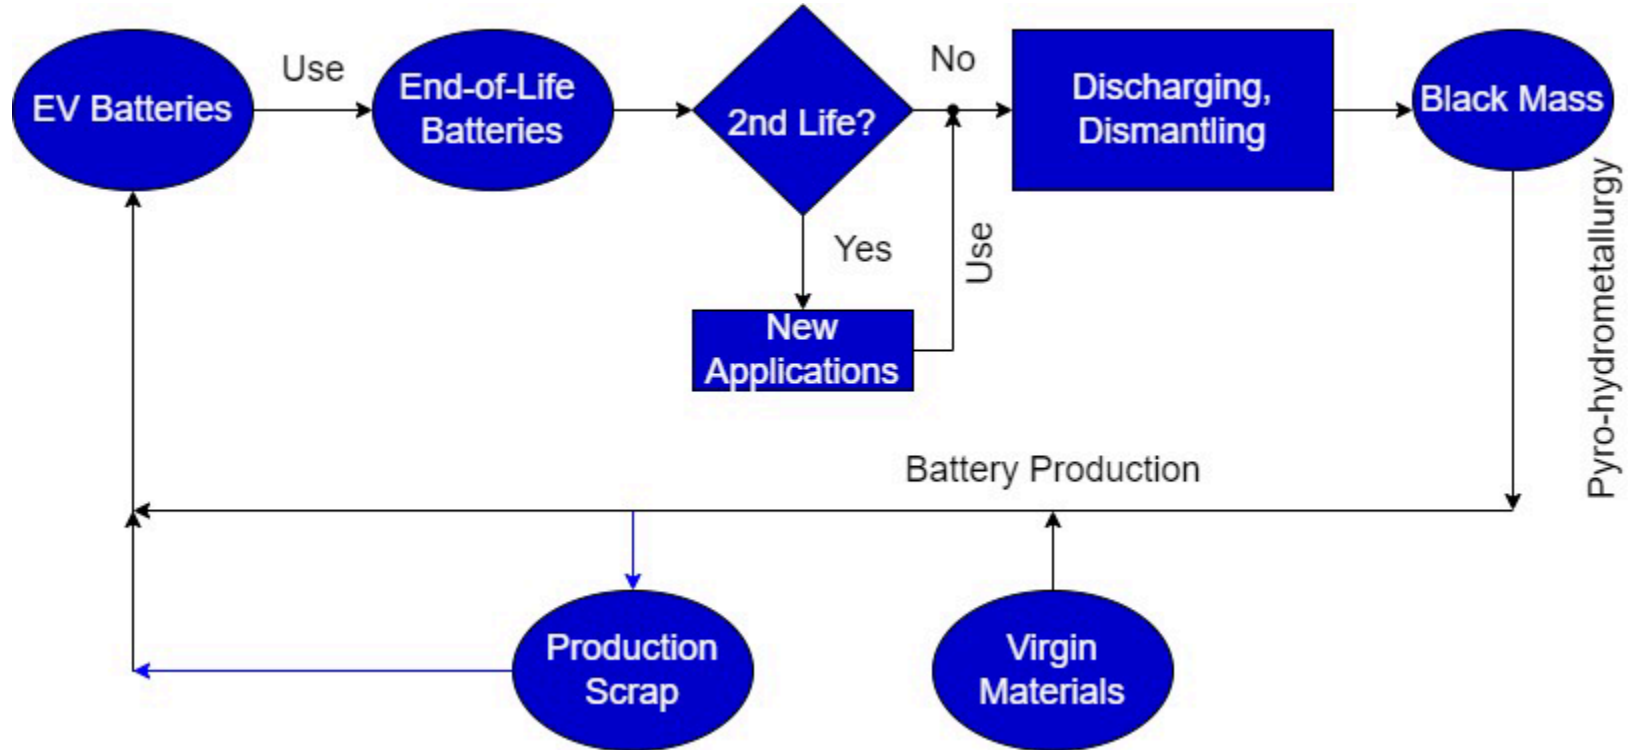 EV Batteries
Use
End-of-Life
Batteries
2nd Life?
No
Discharging,
Dismantling
Black Mass
Yes
Use
New
Applications
Pyro-hydrometallurgy
Battery Production
Production
Scrap
Virgin
Materials